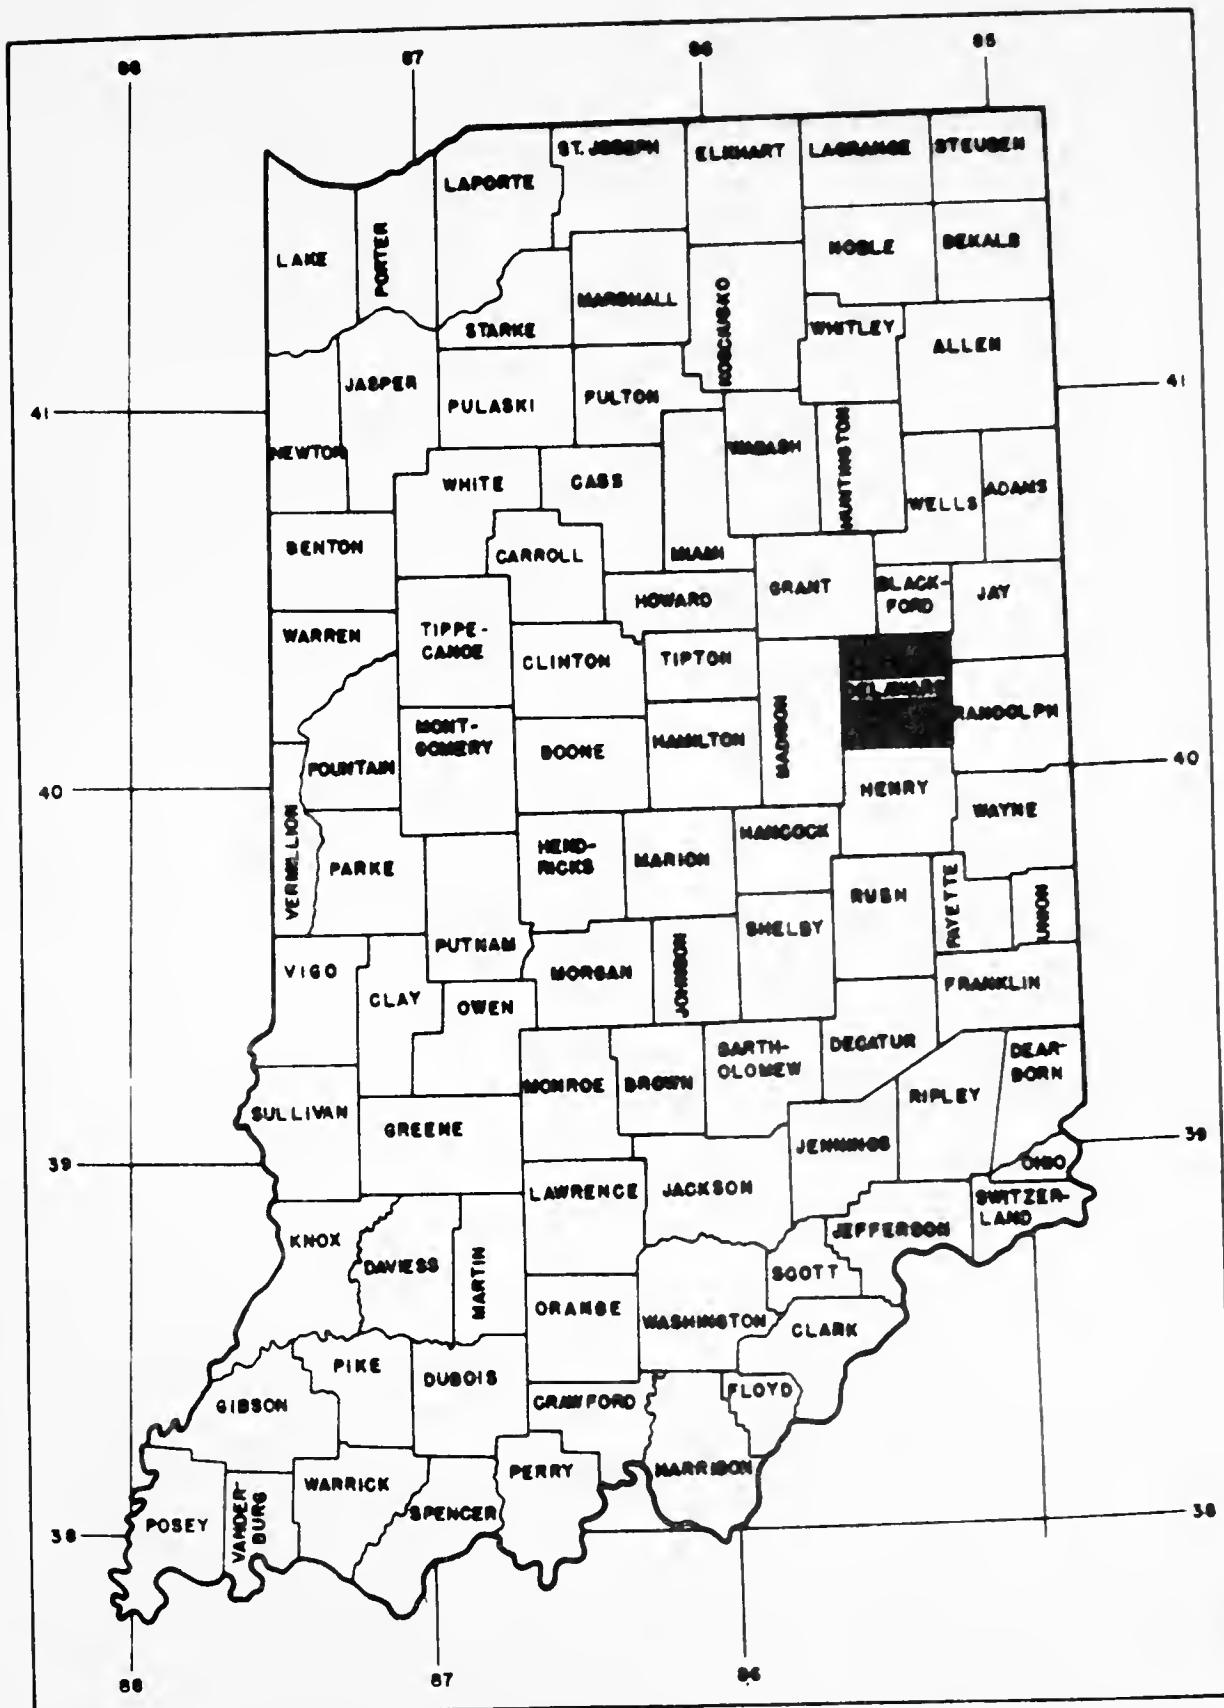 88
87
86
85
ST. JOSEPH
ELKHART
LAGRANGE
STEUBEN
LAPORTE
LAKE
PORTER
NOBLE
DEKALB
MARSHALL
KOSCIUSKO
STARKE
WHITLEY
ALLEN
JASPER
PULASKI
FULTON
41
41
NEWTON
WHITE
CASS
WABASH
HUNTINGTON
WELLS
ADAMS
BENTON
CARROLL
MIAMI
GRANT
BLACK-
FORD
JAY
HOWARD
WARREN
TIPPE-
CANOE
CLINTON
TIPTON
DELAWARE
RANDOLPH
MONT-
GOMERY
BOONE
HAMILTON
MADISON
FOUNTAIN
40
40
HENRY
WAYNE
VERMILLION
PARKE
HEND-
RICKS
MARION
HANCOCK
RUSH
FAYETTE
UNION
PUTNAM
SHELBY
VIGO
CLAY
OWEN
MORGAN
JOHNSON
FRANKLIN
DECATUR
DEAR-
BORN
MONROE
BROWN
BARTH-
OLOMEW
RIPLEY
SULLIVAN
GREENE
JENNINGS
39
39
OHIO
LAWRENCE
JACKSON
SWITZER-
LAND
JEFFERSON
KNOX
DAVIESS
MARTIN
SCOTT
ORANGE
WASHINGTON
CLARK
PIKE
DUBOIS
GIBSON
CRAWFORD
FLOYD
HARRISON
PERRY
WARRICK
SPENCER
POSEY
VANDER-
BURG
38
38
88
87
86